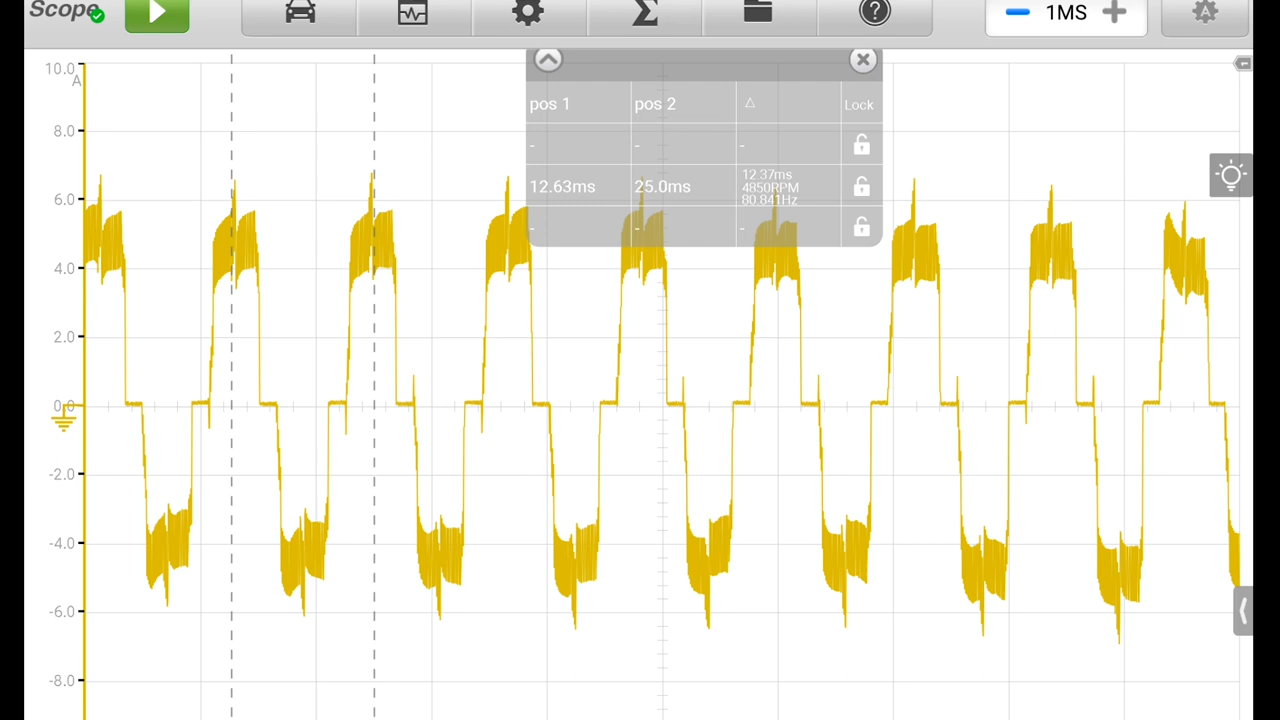 Scope
1MS
A
?
10.0
A
pos 1
pos 2
△
Lock
8.0
-
-
-
6.0
12.63ms
25.0ms
12.37ms
4850RPM
80.841Hz
-
-
-
4.0
2.0
0.0
-2.0
-4.0
-6.0
-8.0